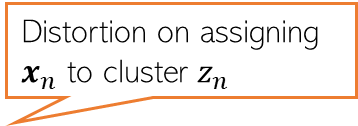 Distortion on assigning
𝒙ₙ to cluster 𝑧ₙ